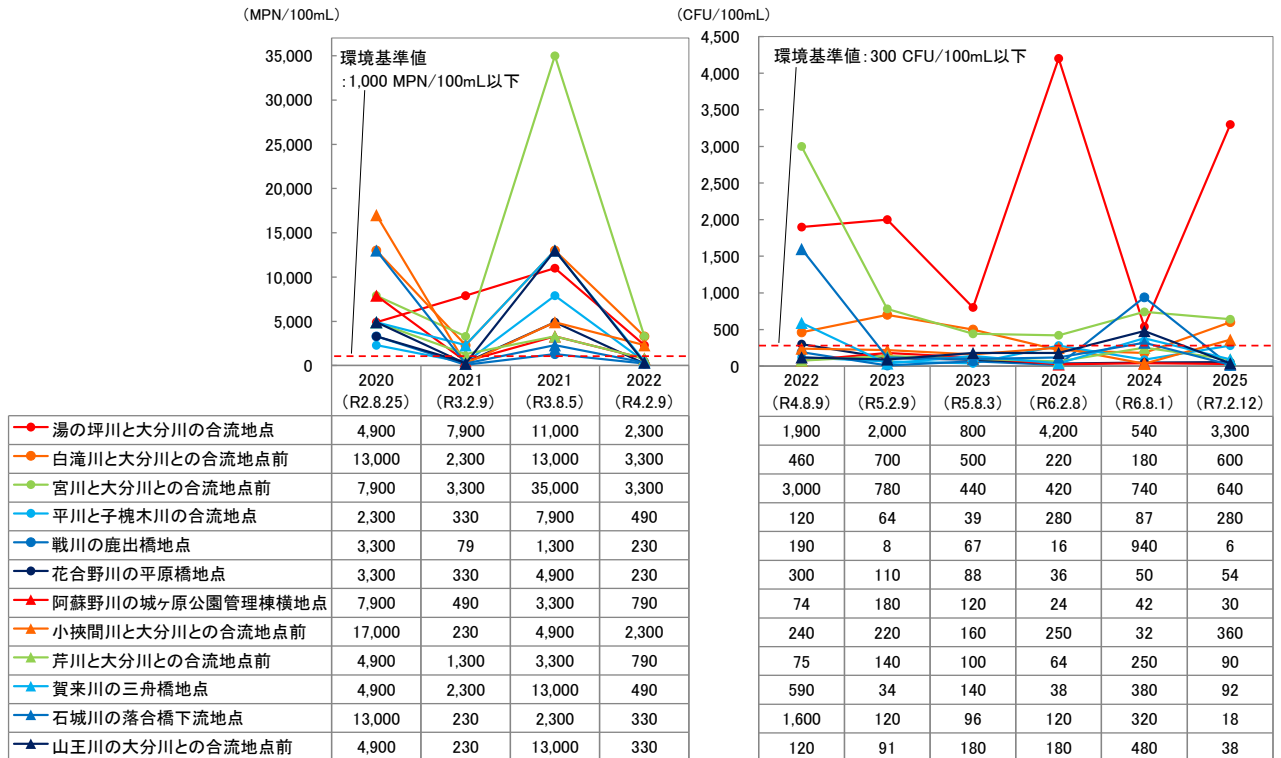 (MPN/100mL)
(CFU/100mL)
環境基準値
:1,000 MPN/100mL以下
35,000
30,000
25,000
20,000
15,000
10,000
5,000
0
環境基準値:300 CFU/100mL以下
4,500
4,000
3,500
3,000
2,500
2,000
1,500
1,000
500
0
2020 2021 2021 2022 2022 2023 2023 2024 2024 2025
(R2.8.25) (R3.2.9) (R3.8.5) (R4.2.9) (R4.8.9) (R5.2.9) (R5.8.3) (R6.2.8) (R6.8.1) (R7.2.12)
湯の坪川と大分川の合流地点 4,900 7,900 11,000 2,300 1,900 2,000 800 4,200 540 3,300
白滝川と大分川との合流地点前 13,000 2,300 13,000 3,300 460 700 500 220 180 600
宮川と大分川との合流地点前 7,900 3,300 35,000 3,300 3,000 780 440 420 740 640
平川と子槐木川の合流地点 2,300 330 7,900 490 120 64 39 280 87 280
戦川の鹿出橋地点 3,300 79 1,300 230 190 8 67 16 940 6
花合野川の平原橋地点 3,300 330 4,900 230 300 110 88 36 50 54
阿蘇野川の城ヶ原公園管理棟横地点 7,900 490 3,300 790 74 180 120 24 42 30
小挾間川と大分川との合流地点前 17,000 230 4,900 2,300 240 220 160 250 32 360
芹川と大分川との合流地点前 4,900 1,300 3,300 790 75 140 100 64 250 90
賀来川の三舟橋地点 4,900 2,300 13,000 490 590 34 140 38 380 92
石城川の落合橋下流地点 13,000 230 2,300 330 1,600 120 96 120 320 18
山王川の大分川との合流地点前 4,900 230 13,000 330 120 91 180 180 480 38